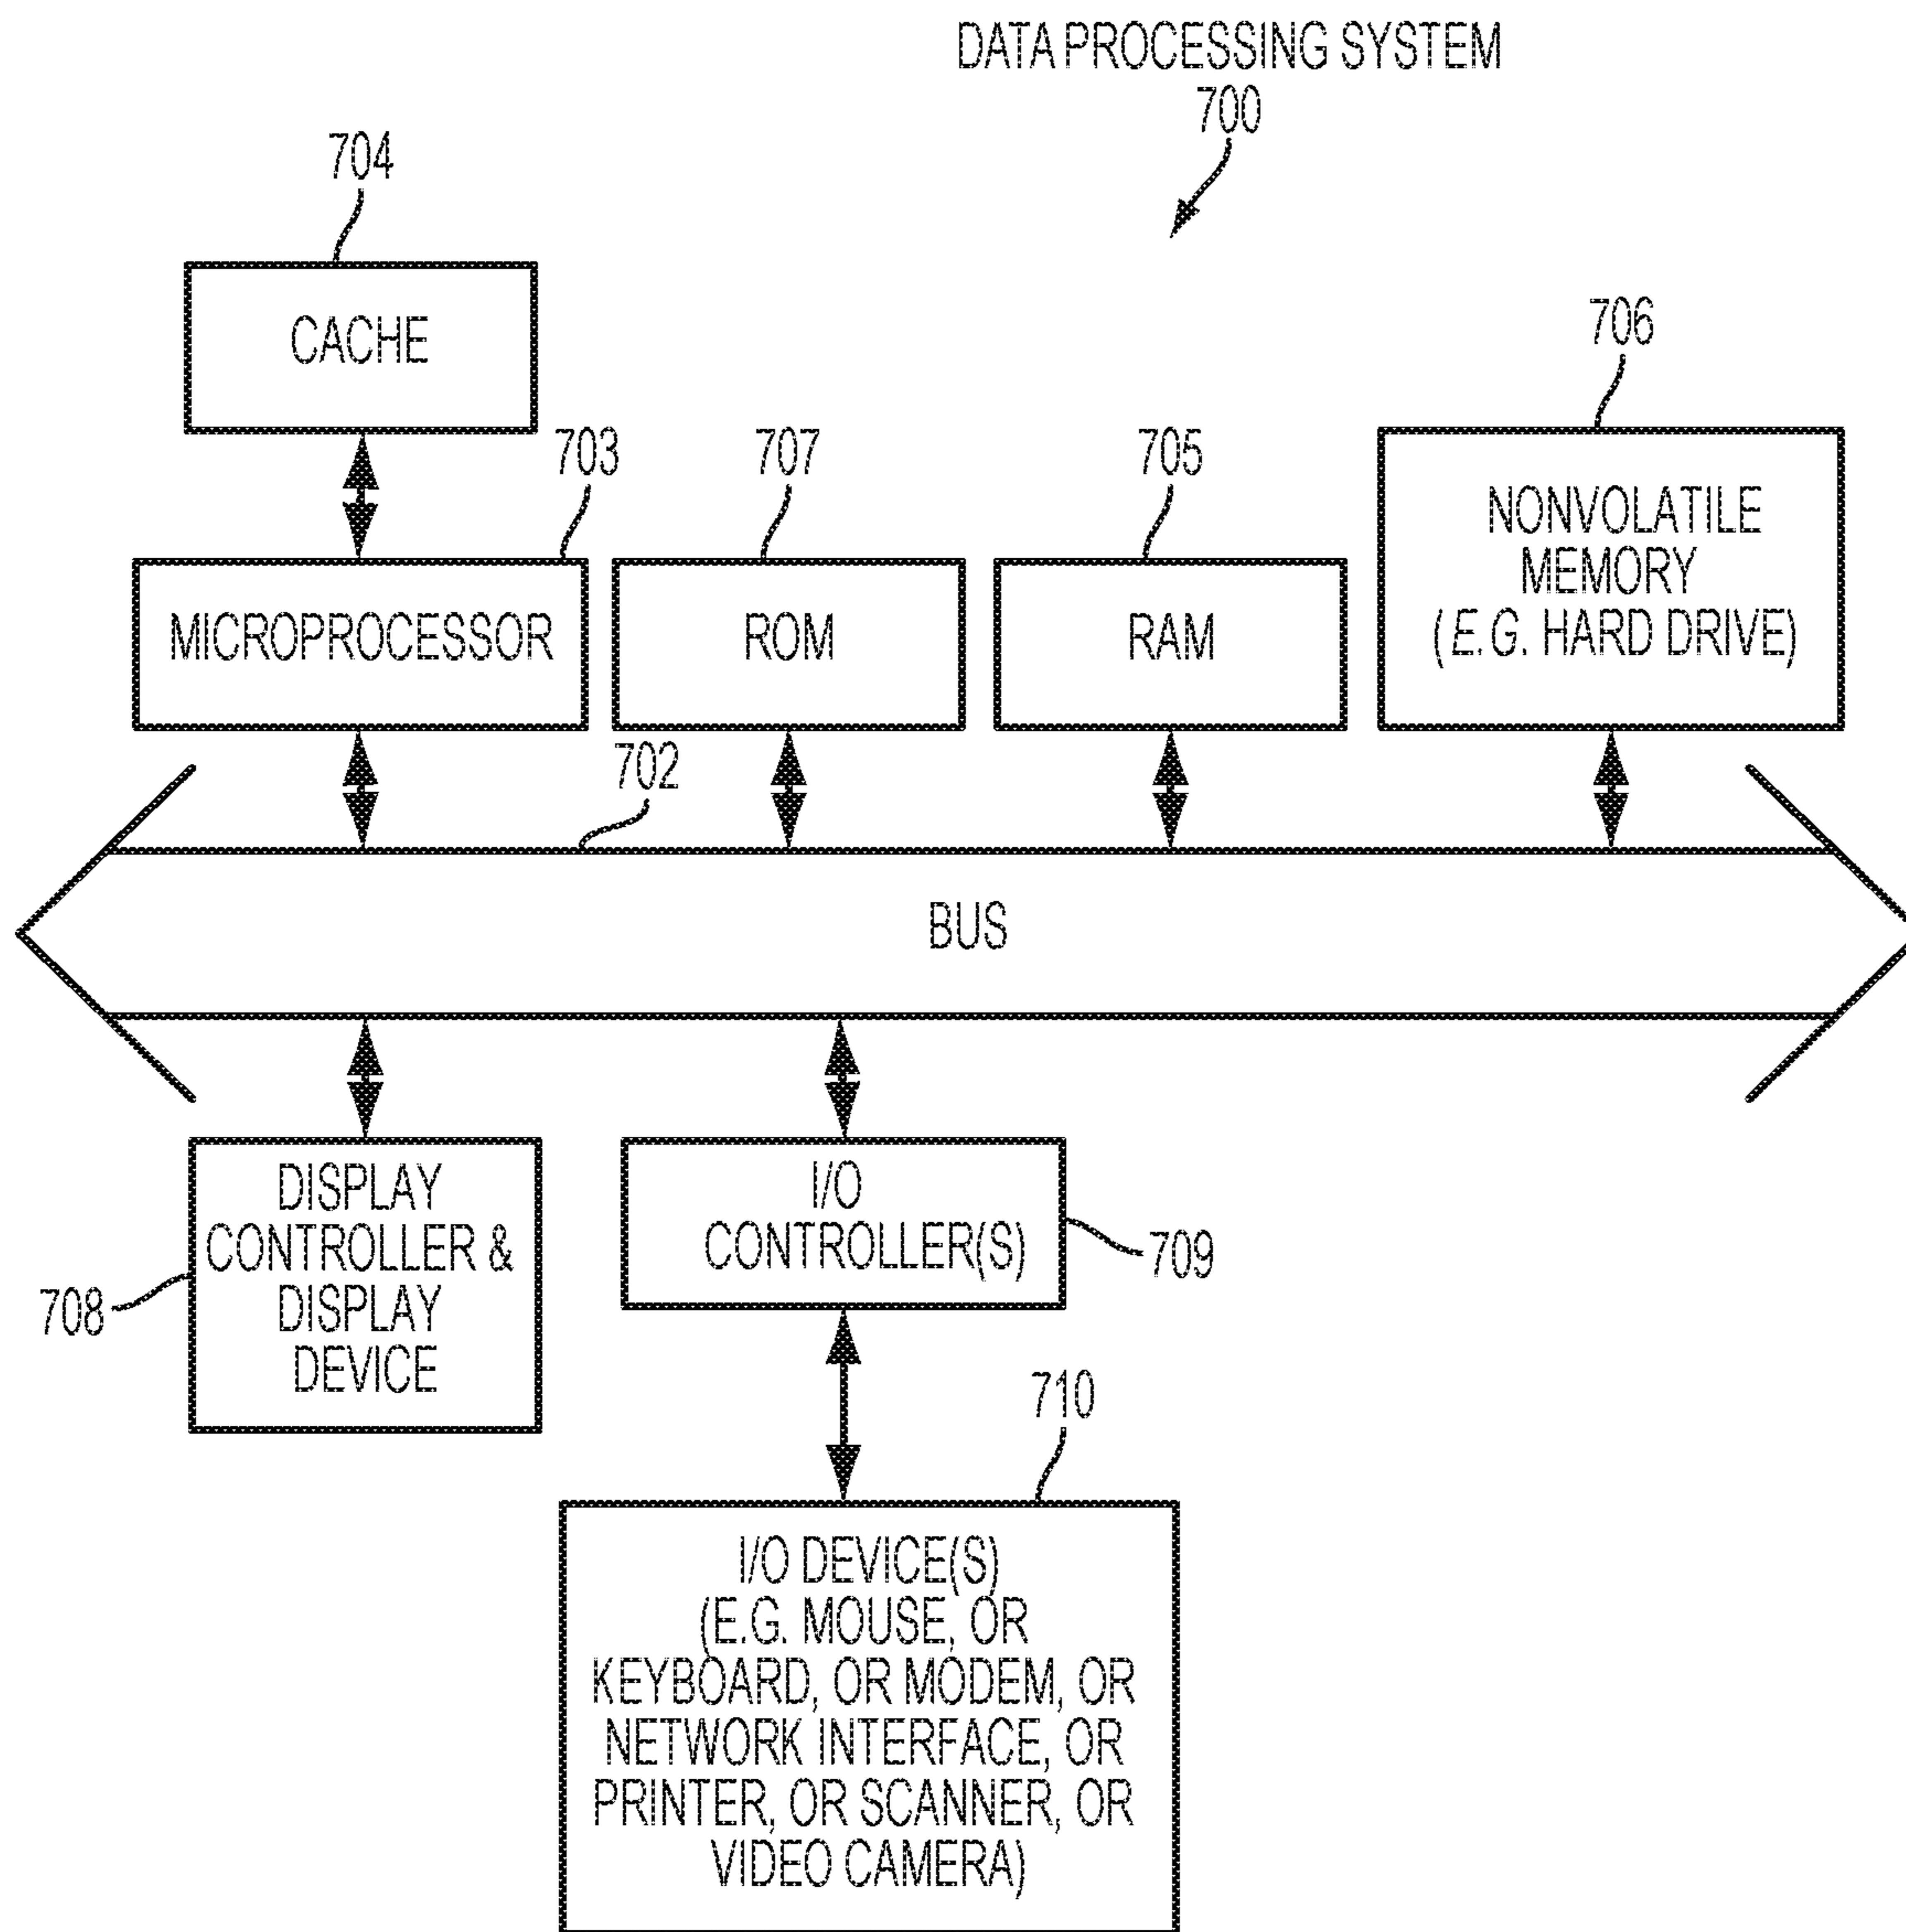 DATA PROCESSING SYSTEM
700
704
CACHE
706
703
707
705
NONVOLATILE
MEMORY
(E.G. HARD DRIVE)
MICROPROCESSOR
ROM
RAM
702
BUS
DISPLAY
CONTROLLER &
DISPLAY
DEVICE
708
I/O
CONTROLLER(S)
709
710
I/O DEVICE(S)
(E.G. MOUSE, OR
KEYBOARD, OR MODEM, OR
NETWORK INTERFACE, OR
PRINTER, OR SCANNER, OR
VIDEO CAMERA)